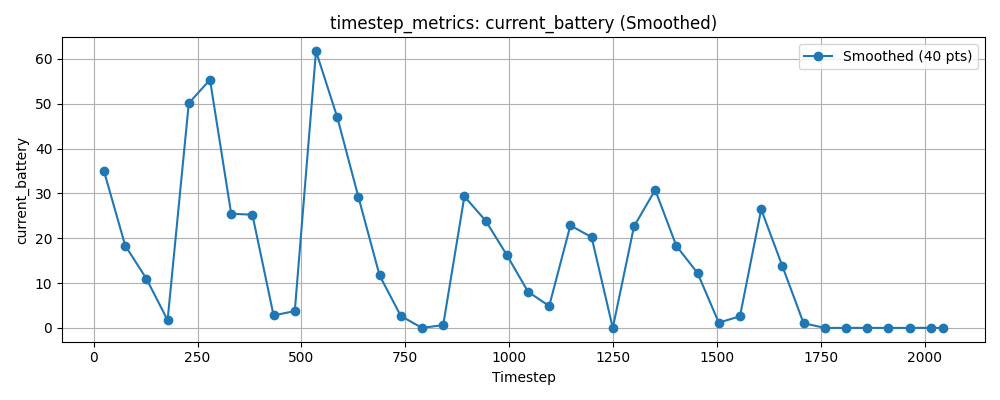 timestep_metrics: current_battery (Smoothed)
Smoothed (40 pts)
60
50
40
30
20
10
0
current_battery
0 250 500 750 1000 1250 1500 1750 2000
Timestep